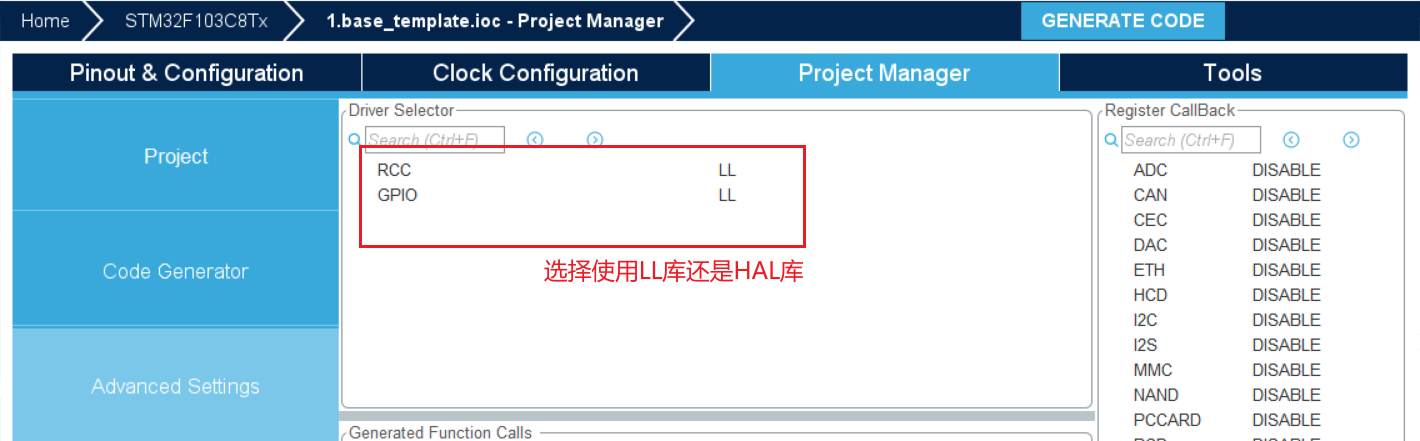 Home STM32F103C8Tx 1.base_template.ioc - Project Manager GENERATE CODE
Pinout & Configuration Clock Configuration Project Manager Tools
Project
Code Generator
Advanced Settings
Driver Selector
Search (Ctrl+F)
RCC LL
GPIO LL
选择使用LL库还是HAL库
Generated Function Calls
Register CallBack
Search (Ctrl+F)
ADC DISABLE
CAN DISABLE
CEC DISABLE
DAC DISABLE
ETH DISABLE
HCD DISABLE
I2C DISABLE
I2S DISABLE
MMC DISABLE
NAND DISABLE
PCCARD DISABLE